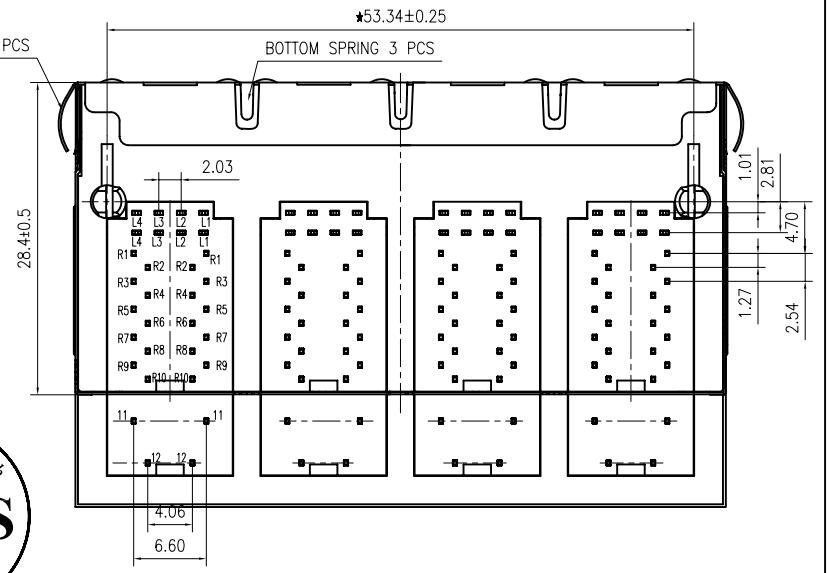 ★53.34±0.25
PCS
BOTTOM SPRING 3 PCS
2.03
1.01
2.81
4.70
1.27
2.54
28.4±0.5
L4 L3 L2 L1
L4 L3 L2 L1
R1 R1
R2 R2
R3 R3
R4 R4
R5 R5
R6 R6
R7 R7
R8 R8
R9 R9
R10 R10
11 11
12 12
4.06
6.60
S